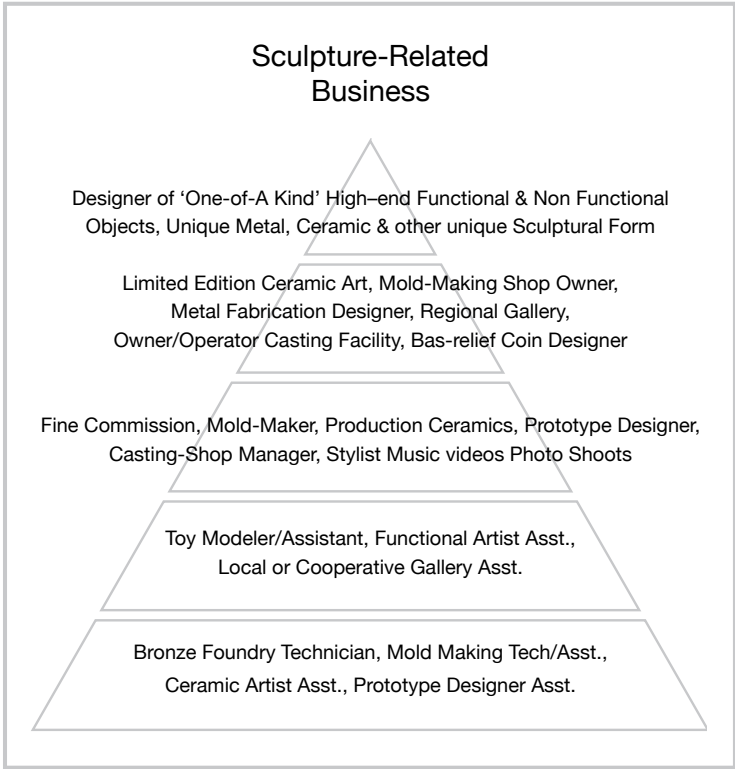 Sculpture-Related
Business
Designer of ‘One-of-A Kind’ High–end Functional & Non Functional
Objects, Unique Metal, Ceramic & other unique Sculptural Form
Limited Edition Ceramic Art, Mold-Making Shop Owner,
Metal Fabrication Designer, Regional Gallery,
Owner/Operator Casting Facility, Bas-relief Coin Designer
Fine Commission, Mold-Maker, Production Ceramics, Prototype Designer,
Casting-Shop Manager, Stylist Music videos Photo Shoots
Toy Modeler/Assistant, Functional Artist Asst.,
Local or Cooperative Gallery Asst.
Bronze Foundry Technician, Mold Making Tech/Asst.,
Ceramic Artist Asst., Prototype Designer Asst.